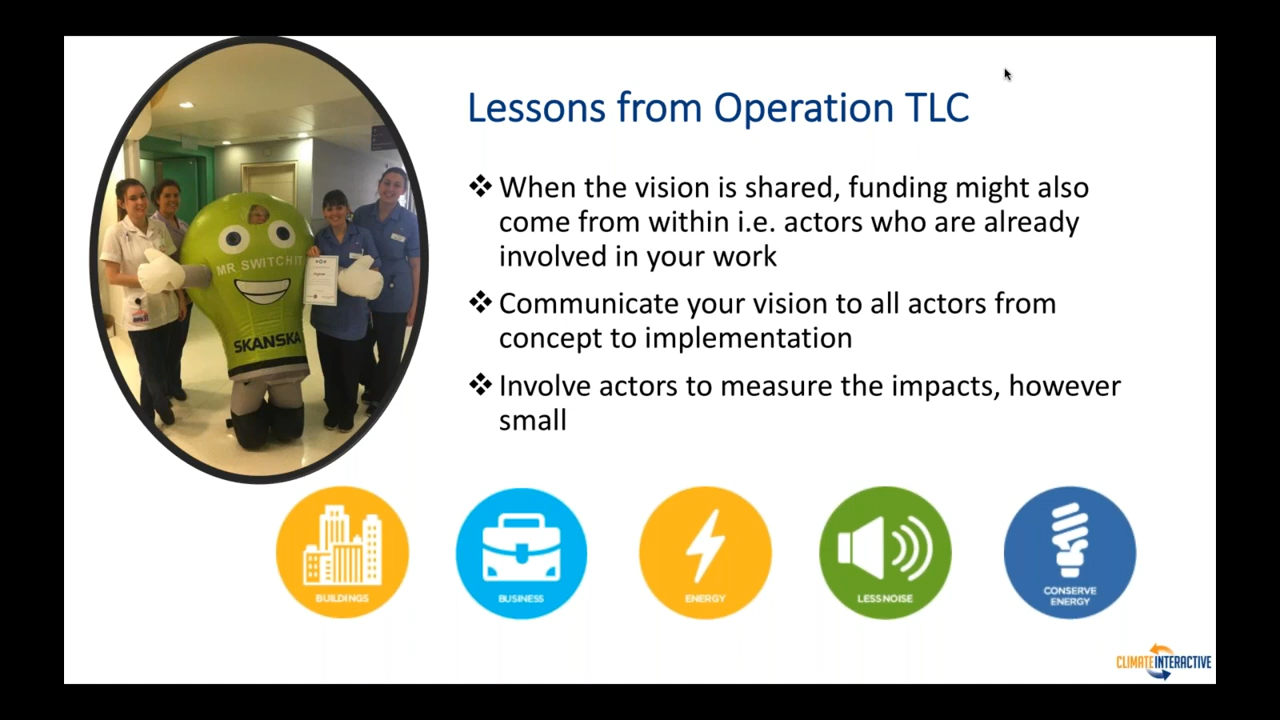 Lessons from Operation TLC
❖ When the vision is shared, funding might also
come from within i.e. actors who are already
involved in your work
❖ Communicate your vision to all actors from
concept to implementation
❖ Involve actors to measure the impacts, however
small
MR SWITCH IT
SKANSKA
BUILDINGS
BUSINESS
ENERGY
LESS NOISE
CONSERVE
ENERGY
CLIMATE INTERACTIVE